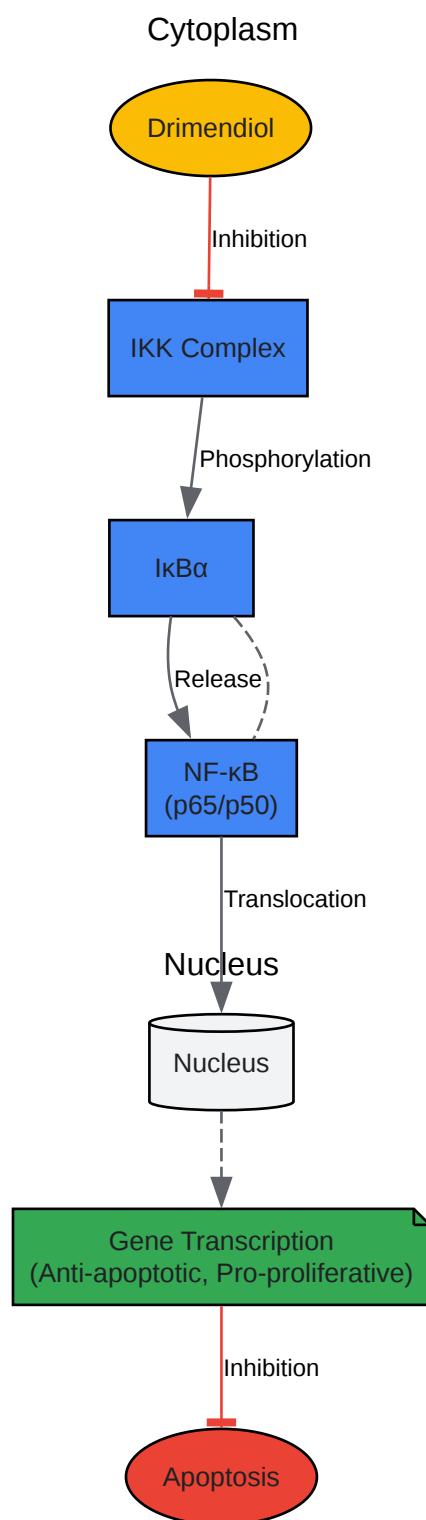 Cytoplasm
Drimendiol
Inhibition
IKK Complex
Phosphorylation
IκBα
Release
NF-κB
(p65/p50)
Translocation
Nucleus
Nucleus
Gene Transcription
(Anti-apoptotic, Pro-proliferative)
Inhibition
Apoptosis